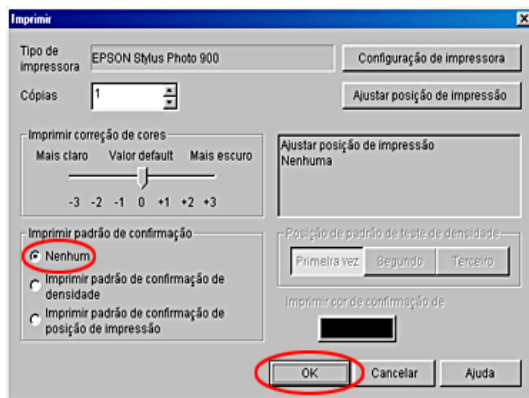 Imprimir
Tipo de
impressora
EPSON Stylus Photo 900
Configuração de impressora
Cópias
1
Ajustar posição de impressão
Imprimir correção de cores
Mais claro Valor default Mais escuro
-3 -2 -1 0 +1 +2 +3
Ajustar posição de impressão
Nenhuma
Imprimir padrão de confirmação
Nenhum
Imprimir padrão de confirmação de
densidade
Imprimir padrão de confirmação de
posição de impressão
Posição de padrão de teste de densidade
Primeira vez Begundo Terceiro
Imprimir cor de confirmação de
OK Cancelar Ajuda